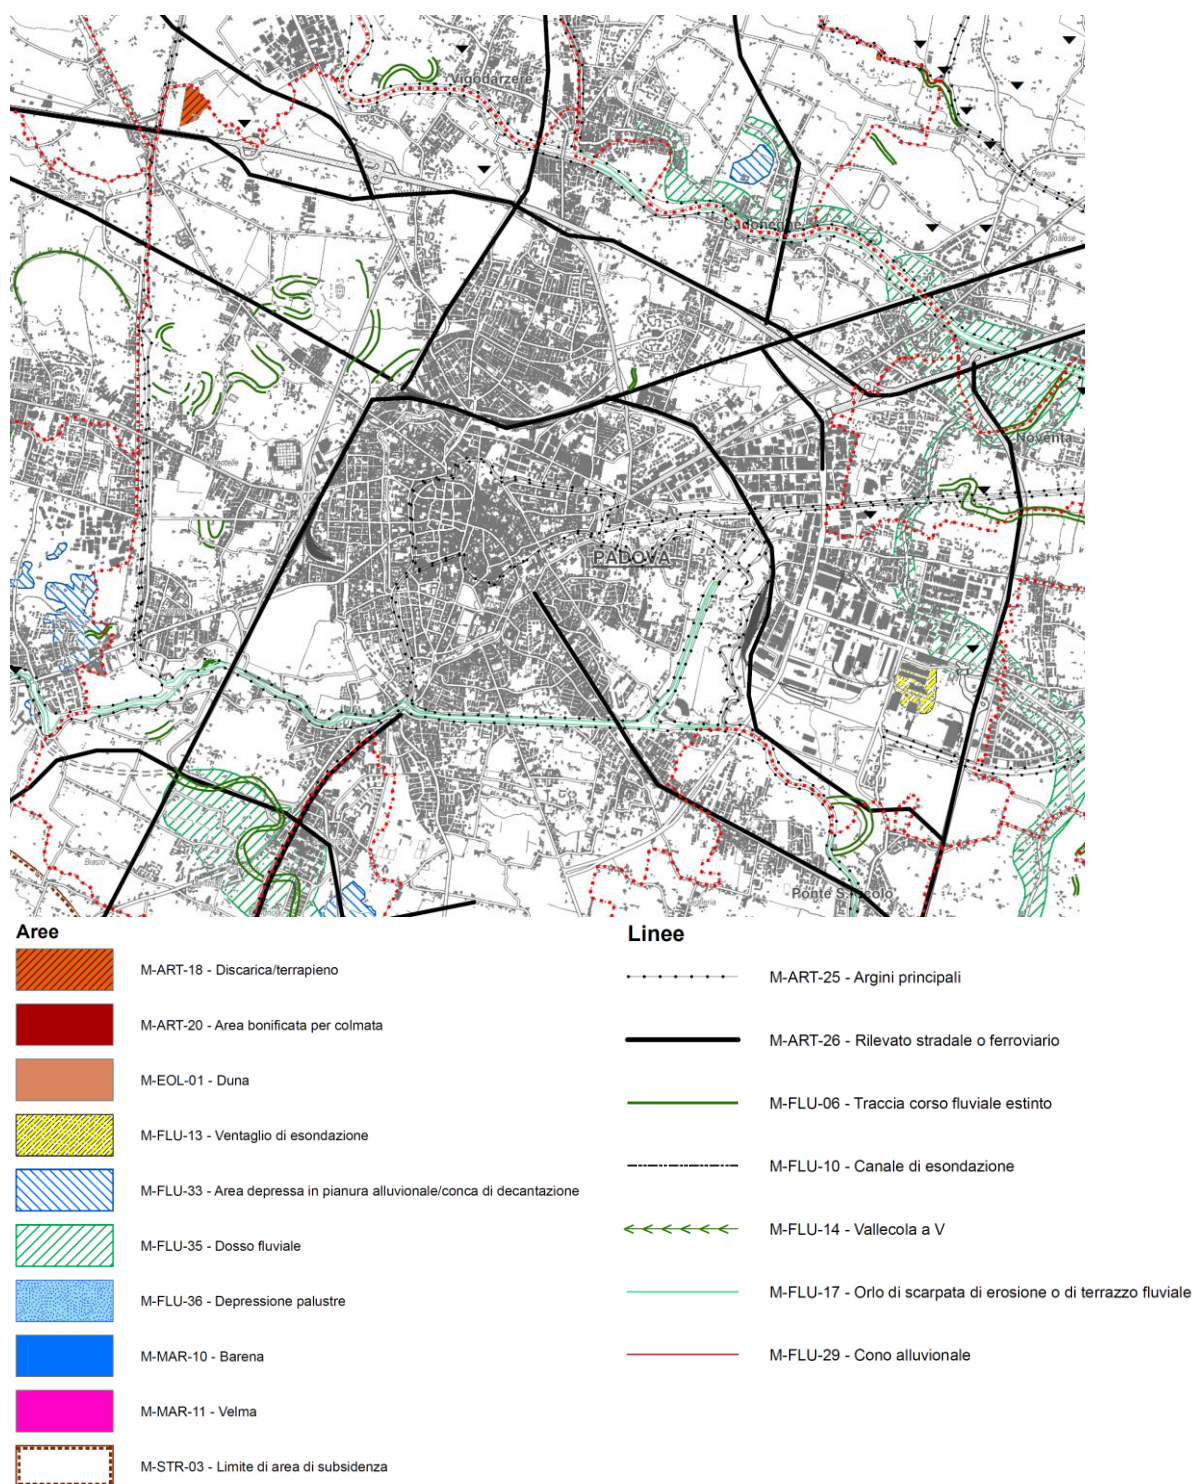 Vigodarzere
Peraga
Cadoneghe
Noventa
PADOVA
Biasio
Ponte S. Nicolo
Aree
M-ART-18 - Discarica/terrapieno
M-ART-20 - Area bonificata per colmata
M-EOL-01 - Duna
M-FLU-13 - Ventaglio di esondazione
M-FLU-33 - Area depressa in pianura alluvionale/conca di decantazione
M-FLU-35 - Dosso fluviale
M-FLU-36 - Depressione palustre
M-MAR-10 - Barena
M-MAR-11 - Velma
M-STR-03 - Limite di area di subsidenza
Linee
M-ART-25 - Argini principali
M-ART-26 - Rilevato stradale o ferroviario
M-FLU-06 - Traccia corso fluviale estinto
M-FLU-10 - Canale di esondazione
M-FLU-14 - Vallecola a V
M-FLU-17 - Orlo di scarpata di erosione o di terrazzo fluviale
M-FLU-29 - Cono alluvionale